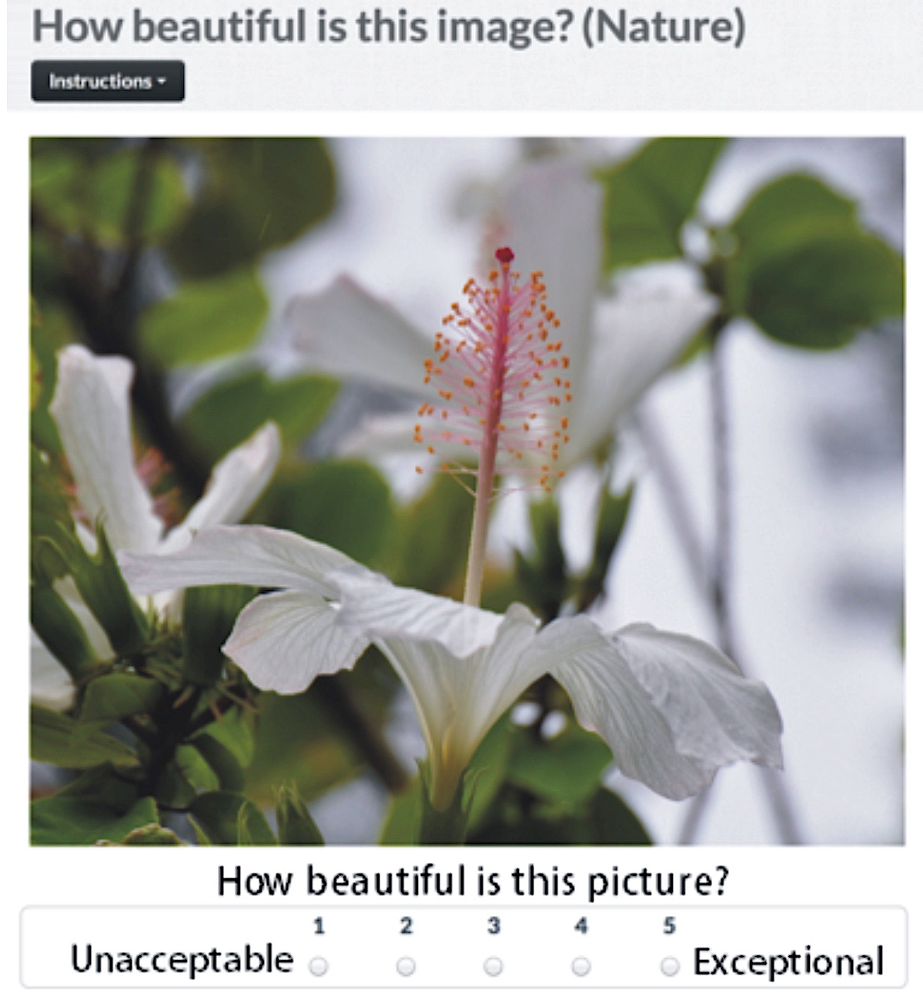 How beautiful is this image? (Nature)
Instructions
How beautiful is this picture?
1 2 3 4 5
Unacceptable Exceptional